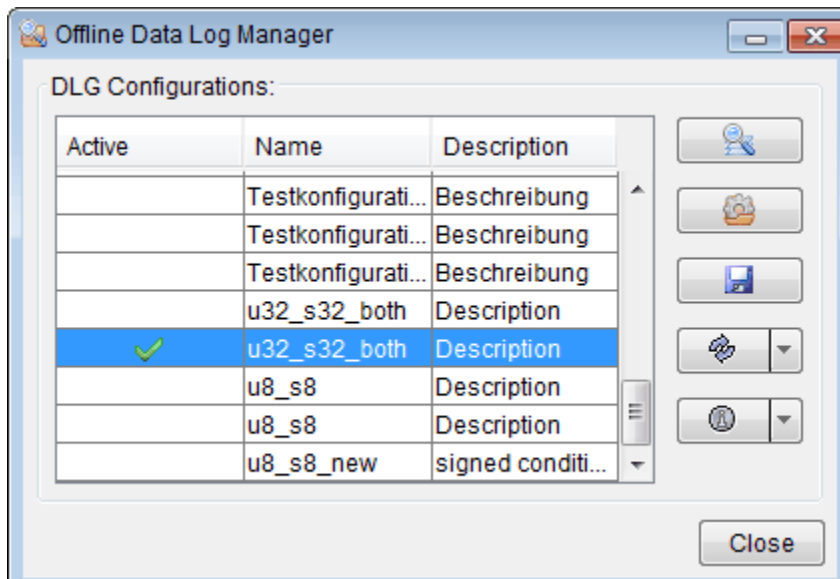 Offline Data Log Manager
DLG Configurations:
Active Name Description
Testkonfigurati... Beschreibung
Testkonfigurati... Beschreibung
Testkonfigurati... Beschreibung
u32_s32_both Description
u32_s32_both Description
u8_s8 Description
u8_s8 Description
u8_s8_new signed conditi...
Close